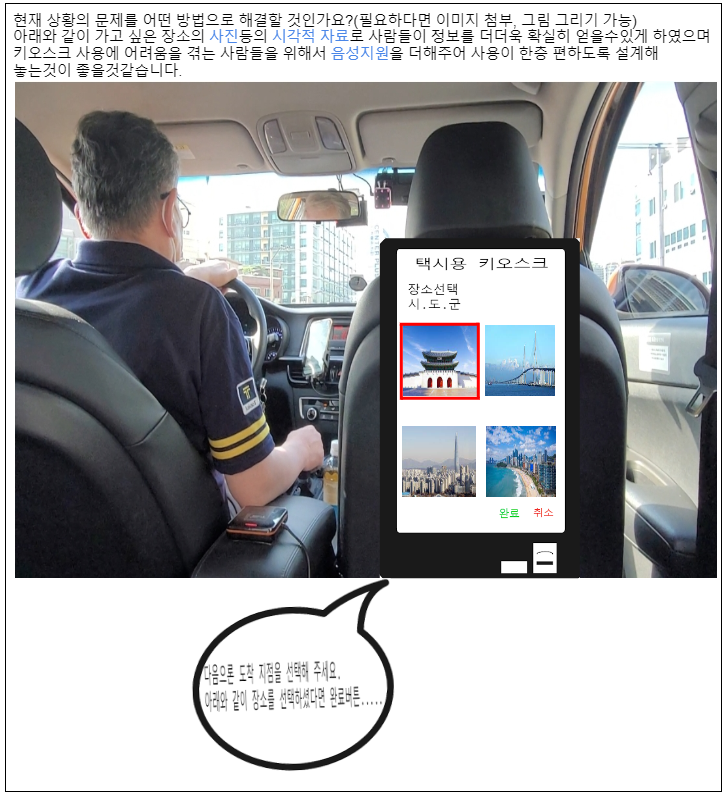 현재 상황의 문제를 어떤 방법으로 해결할 것인가요?(필요하다면 이미지 첨부, 그림 그리기 가능)
아래와 같이 가고 싶은 장소의 사진등의 시각적 자료로 사람들이 정보를 더더욱 확실히 얻을수있게 하였으며
키오스크 사용에 어려움을 겪는 사람들을 위해서 음성지원을 더해주어 사용이 한층 편하도록 설계해
놓는것이 좋을것같습니다.
택시용 키오스크
장소선택
시.도.군
완료 취소
다음으론 도착 지점을 선택해 주세요.
아래와 같이 장소를 선택하셨다면 완료버튼.....